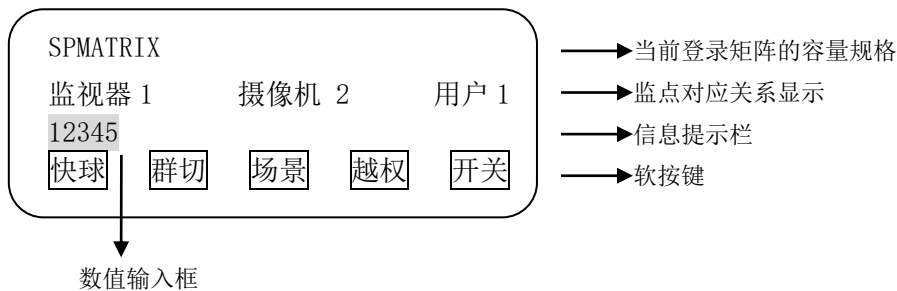 SPMATRIX
当前登录矩阵的容量规格
监视器 1 摄像机 2 用户 1
监点对应关系显示
12345
信息提示栏
快球 群切 场景 越权 开关
软按键
数值输入框